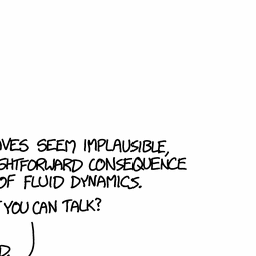 VES SEEM IMPLAUSIBLE,
GHTFORWARD CONSEQUENCE
OF FLUID DYNAMICS.
YOU CAN TALK?